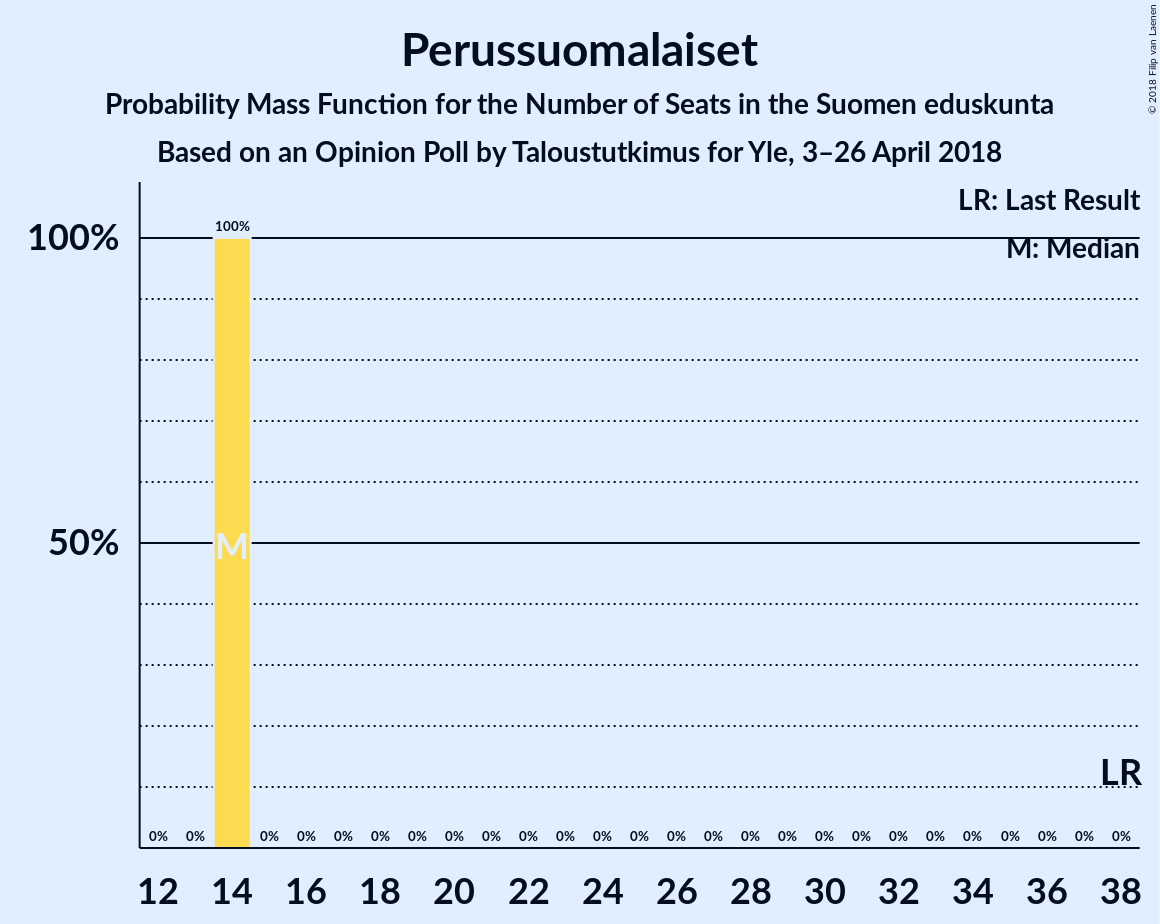 Perussuomalaiset
Probability Mass Function for the Number of Seats in the Suomen eduskunta
Based on an Opinion Poll by Taloustutkimus for Yle, 3–26 April 2018
© 2018 Filip van Laenen
LR: Last Result
M: Median
100%
100%
50%
M
LR
0% 0% 0% 0% 0% 0% 0% 0% 0% 0% 0% 0% 0% 0% 0% 0% 0% 0% 0% 0% 0% 0% 0% 0% 0% 0%
12 14 16 18 20 22 24 26 28 30 32 34 36 38